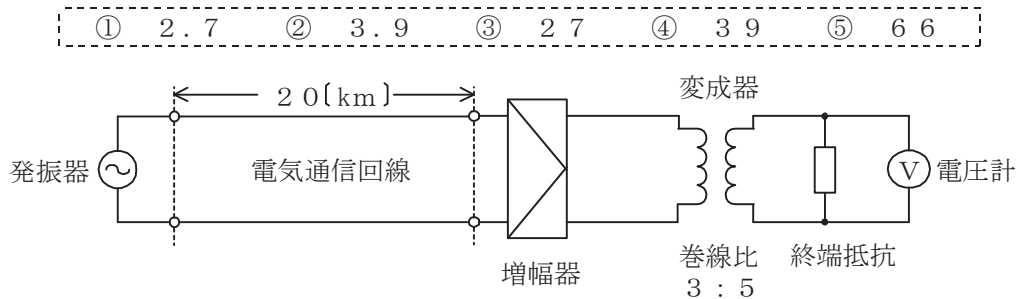 ① 2.7 ② 3.9 ③ 27 ④ 39 ⑤ 66
20〔km〕
変成器
発振器
電気通信回線
V
電圧計
増幅器
巻線比
3:5
終端抵抗